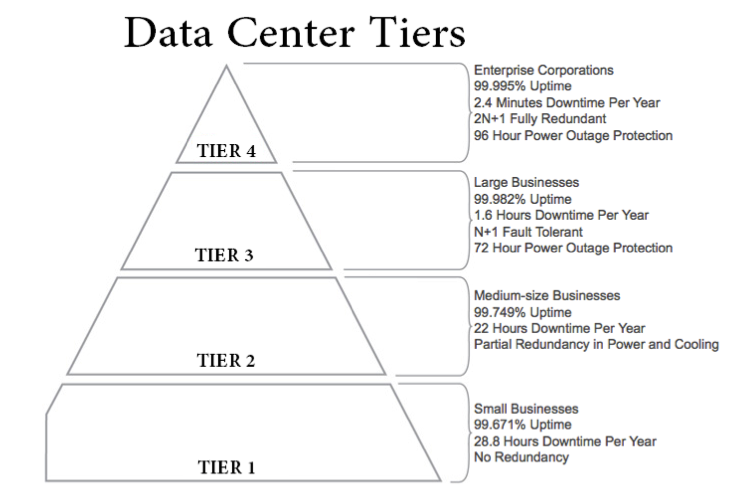 Data Center Tiers
TIER 4
Enterprise Corporations
99.995% Uptime
2.4 Minutes Downtime Per Year
2N+1 Fully Redundant
96 Hour Power Outage Protection
TIER 3
Large Businesses
99.982% Uptime
1.6 Hours Downtime Per Year
N+1 Fault Tolerant
72 Hour Power Outage Protection
TIER 2
Medium-size Businesses
99.749% Uptime
22 Hours Downtime Per Year
Partial Redundancy in Power and Cooling
TIER 1
Small Businesses
99.671% Uptime
28.8 Hours Downtime Per Year
No Redundancy